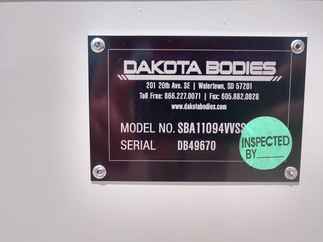 DAKOTA BODIES
201 20th Ave. SE | Watertown, SD 57201
Toll Free: 866.227.0071 | Fax: 605.882.0828
www.dakotabodies.com
MODEL NO. SBA11094VVSS
SERIAL DB49670
INSPECTED
BY